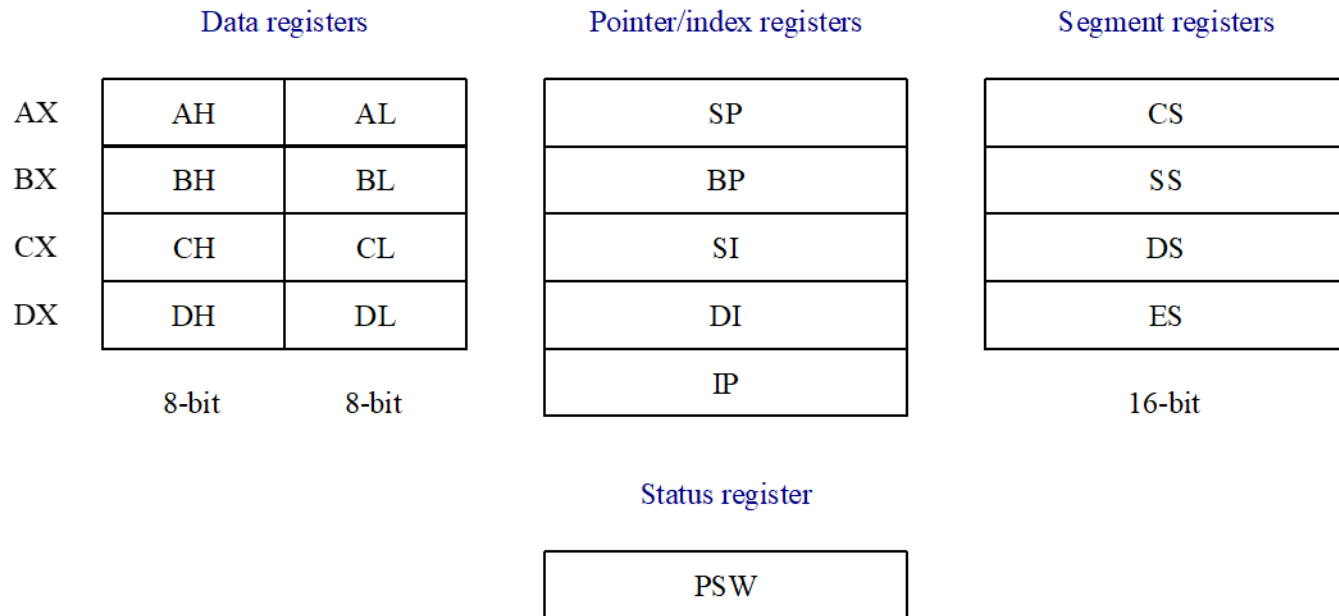 Data registers Pointer/index registers Segment registers
AX AH AL SP CS
BX BH BL BP SS
CX CH CL SI DS
DX DH DL DI ES
IP
8-bit 8-bit 16-bit
Status register
PSW